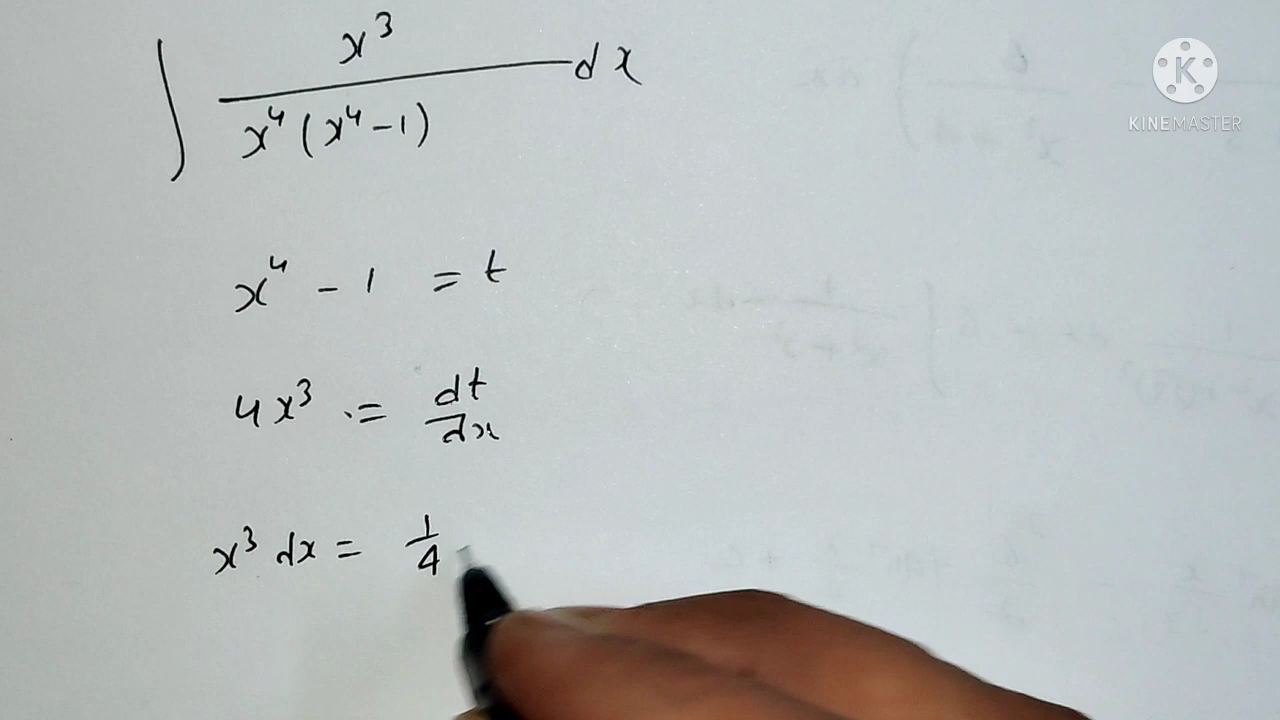 ∫ x³ / x⁴(x⁴-1) dx
K
KINEMASTER
x⁴ - 1 = t
4x³ .= dt/dx
x³ dx = 1/4